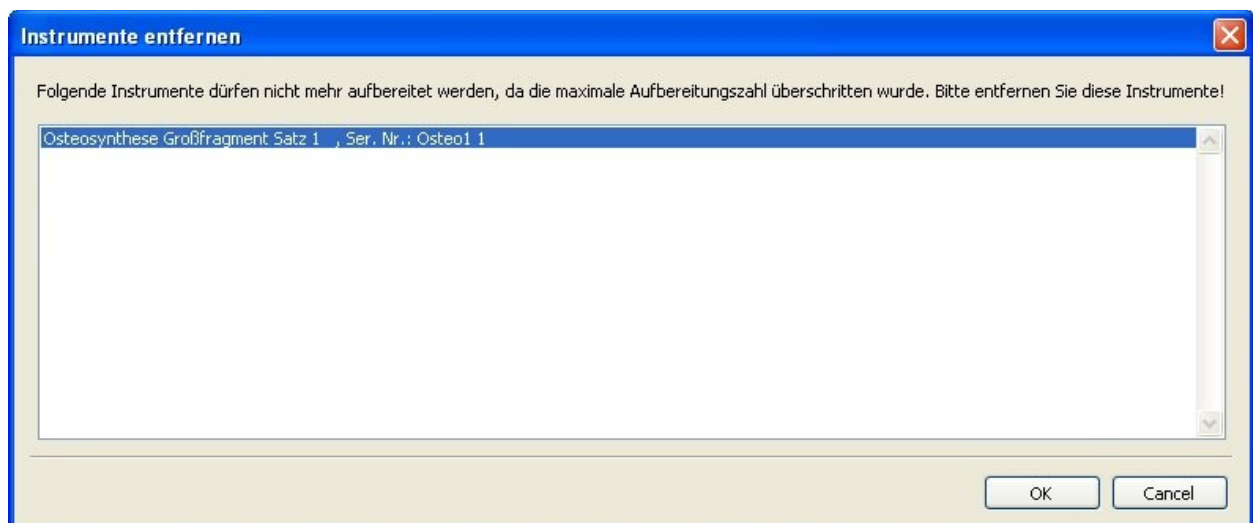 Instrumente entfernen
Folgende Instrumente dürfen nicht mehr aufbereitet werden, da die maximale Aufbereitungszahl überschritten wurde. Bitte entfernen Sie diese Instrumente!
Osteosynthese Großfragment Satz 1 , Ser. Nr.: Osteo1 1
OK
Cancel